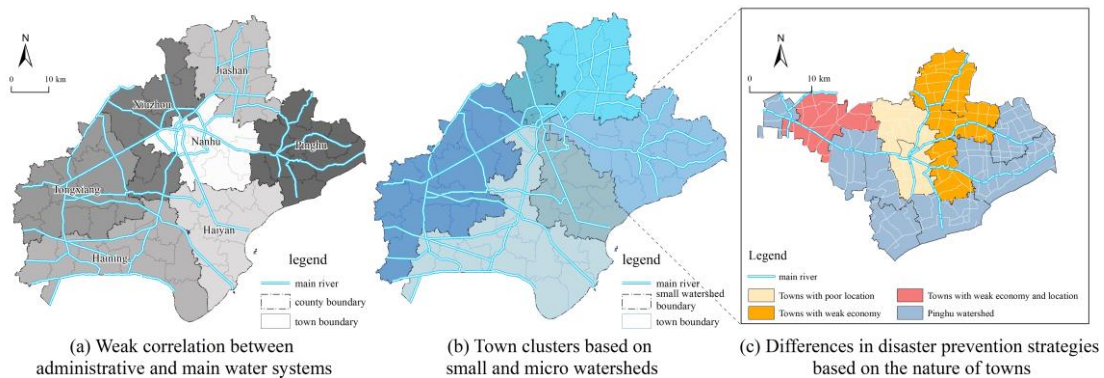 N
0
10 km
Jiashan
Xiuzhou
Nanhu
Pinghu
Tongxiang
Haiyan
Haining
legend
main river
county boundary
town boundary
(a) Weak correlation between
administrative and main water systems
N
0
10 km
legend
main river
small watershed
boundary
town boundary
(b) Town clusters based on
small and micro watersheds
N
0
10 km
Legend
main river
Towns with poor location
Towns with weak economy and location
Towns with weak economy
Pinghu watershed
(c) Differences in disaster prevention strategies
based on the nature of towns